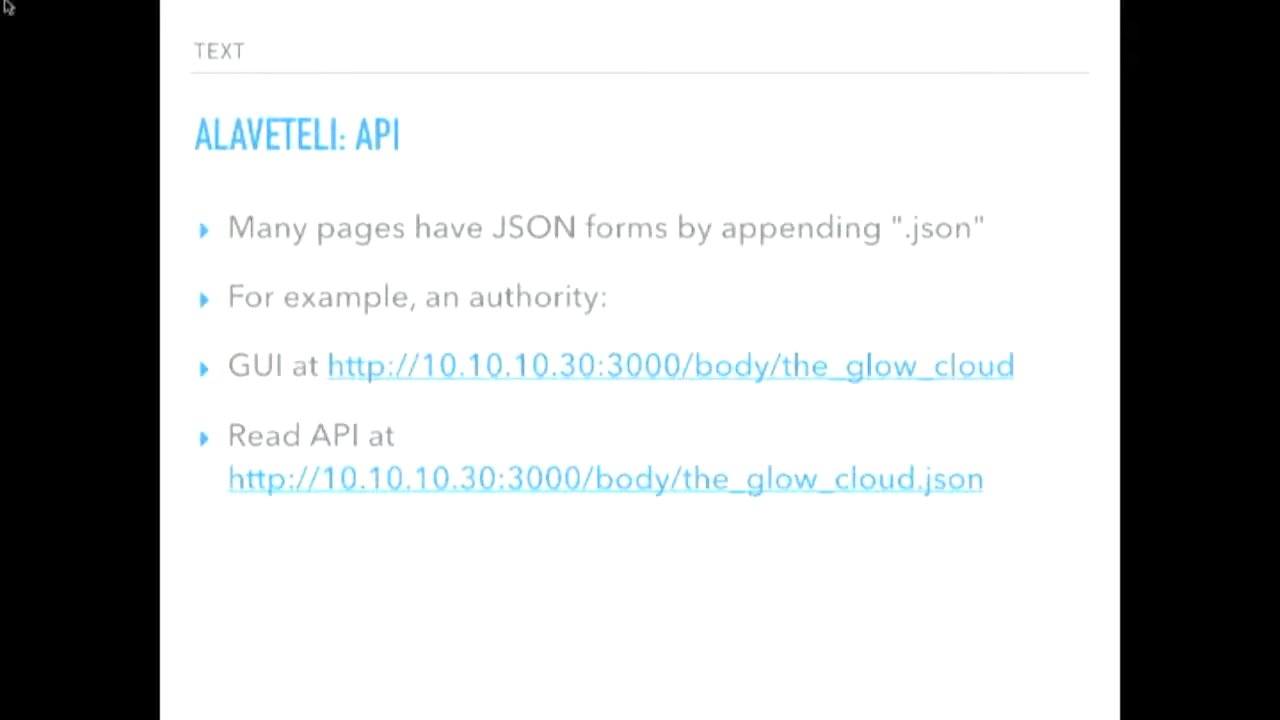 TEXT
ALAVETELI: API
Many pages have JSON forms by appending ".json"
For example, an authority:
GUI at http://10.10.10.30:3000/body/the_glow_cloud
Read API at
http://10.10.10.30:3000/body/the_glow_cloud.json